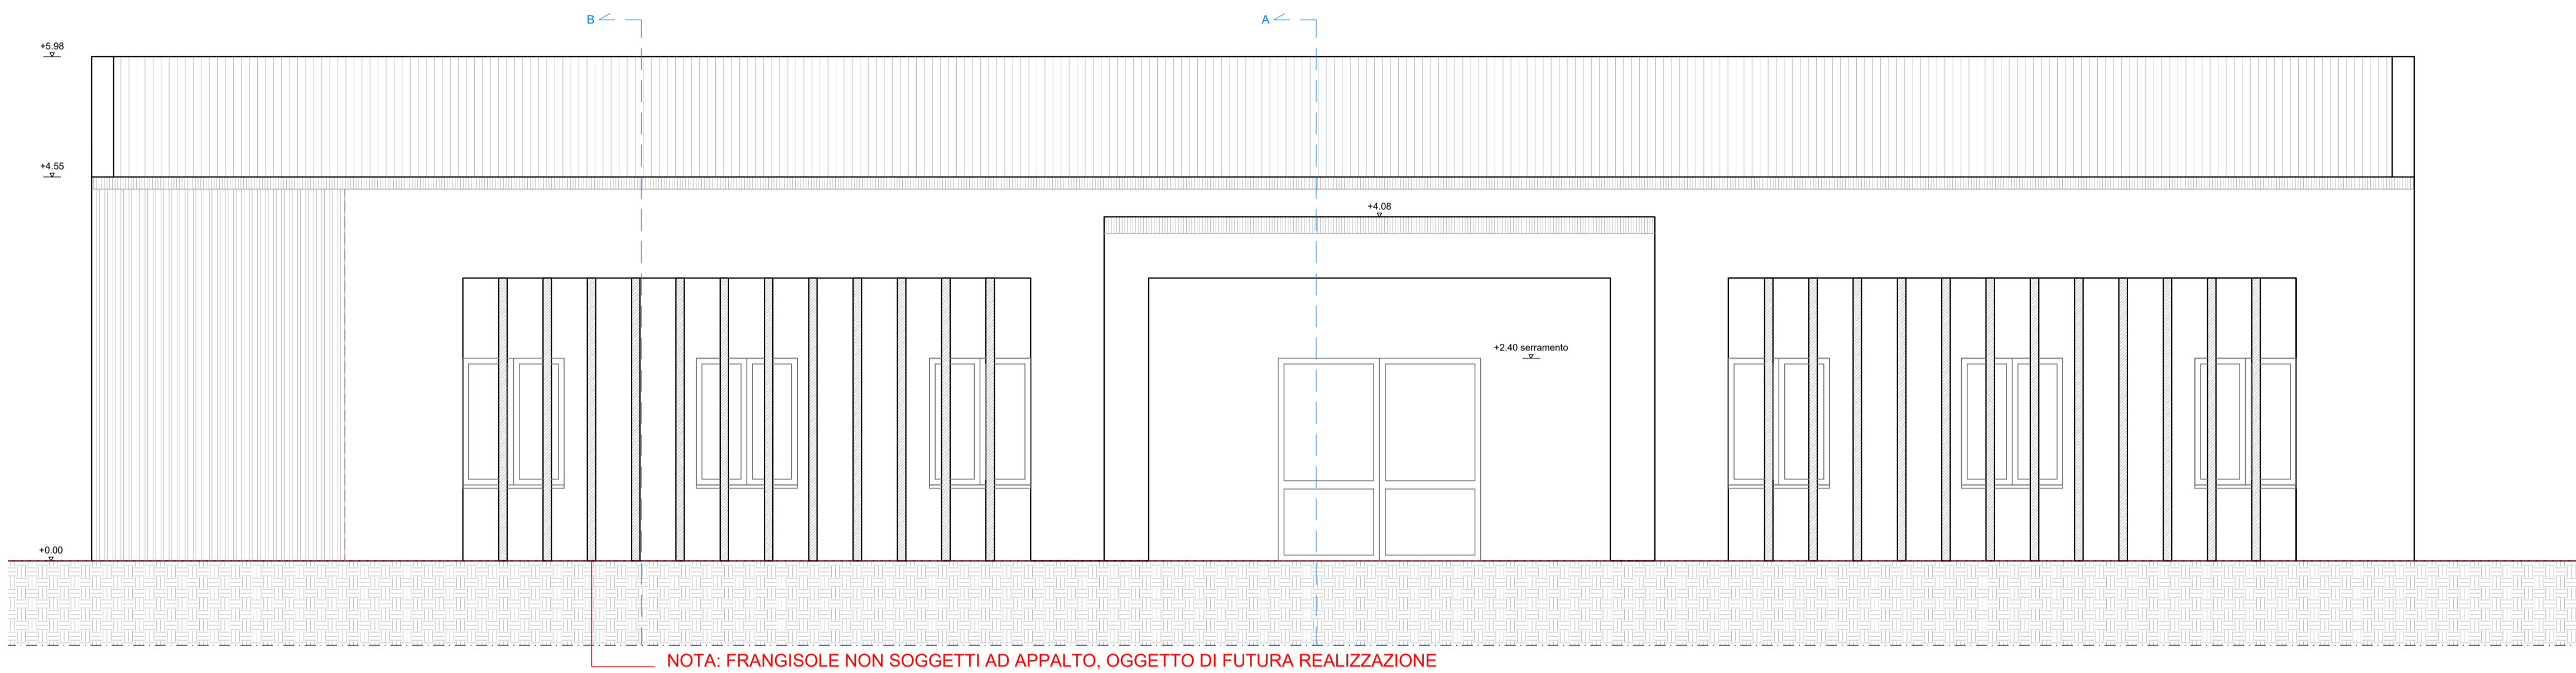 B
A
+5.98
+4.55
+4.08
+2.40 serramento
+0.00
NOTA: FRANGISOLE NON SOGGETTI AD APPALTO, OGGETTO DI FUTURA REALIZZAZIONE